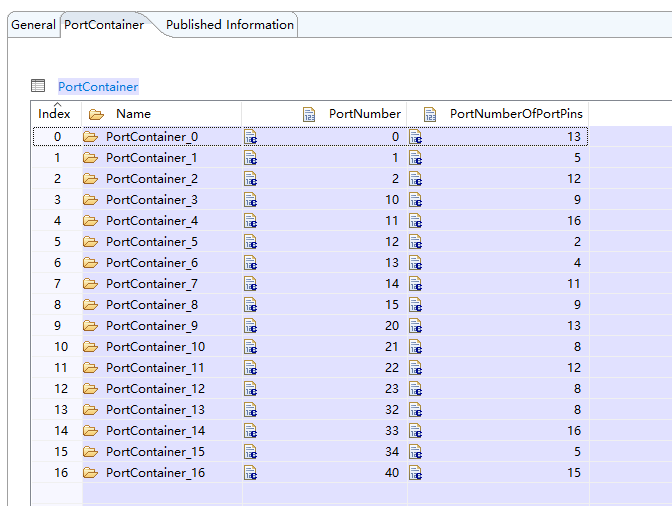 General PortContainer Published Information
PortContainer
Index Name PortNumber PortNumberOfPortPins
0 PortContainer_0 0 13
1 PortContainer_1 1 5
2 PortContainer_2 2 12
3 PortContainer_3 10 9
4 PortContainer_4 11 16
5 PortContainer_5 12 2
6 PortContainer_6 13 4
7 PortContainer_7 14 11
8 PortContainer_8 15 9
9 PortContainer_9 20 13
10 PortContainer_10 21 8
11 PortContainer_11 22 12
12 PortContainer_12 23 8
13 PortContainer_13 32 8
14 PortContainer_14 33 16
15 PortContainer_15 34 5
16 PortContainer_16 40 15